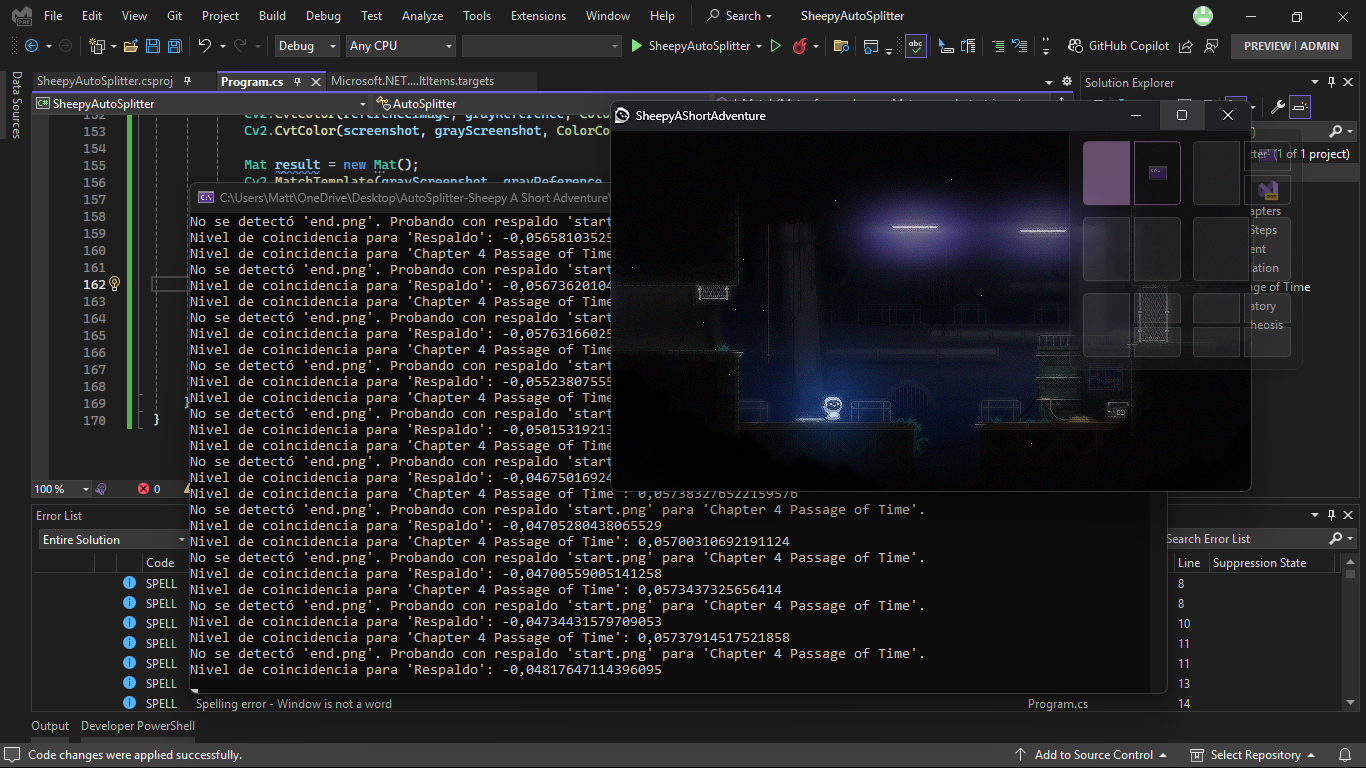 File Edit View Git Project Build Debug Test Analyze Tools Extensions Window Help Search SheepyAutoSplitter
Debug Any CPU SheepyAutoSplitter GitHub Copilot PREVIEW | ADMIN
Data Sources
SheepyAutoSplitter.csproj Program.cs Microsoft.NET....ltItems.targets
SheepyAutoSplitter AutoSplitter
Solution Explorer
SheepyAShortAdventure
(1 of 1 project)
153 Cv2.CvtColor(screenshot, grayScreenshot, ColorCo
154
155 Mat result = new Mat();
156
157
158
159
160
161
162
163
164
165
166
167
168
169 }
170 }
C:\Users\Matt\OneDrive\Desktop\AutoSplitter-Sheepy A Short Adventure\
No se detectó 'end.png'. Probando con respaldo 'start
Nivel de coincidencia para 'Respaldo': -0,05658103525
Nivel de coincidencia para 'Chapter 4 Passage of Time
No se detectó 'end.png'. Probando con respaldo 'start
Nivel de coincidencia para 'Respaldo': -0,05673620104
Nivel de coincidencia para 'Chapter 4 Passage of Time
No se detectó 'end.png'. Probando con respaldo 'start
Nivel de coincidencia para 'Respaldo': -0,05763166025
Nivel de coincidencia para 'Chapter 4 Passage of Time
No se detectó 'end.png'. Probando con respaldo 'start
Nivel de coincidencia para 'Respaldo': -0,05523807555
Nivel de coincidencia para 'Chapter 4 Passage of Time
No se detectó 'end.png'. Probando con respaldo 'start
Nivel de coincidencia para 'Respaldo': -0,05015319213
Nivel de coincidencia para 'Chapter 4 Passage of Time
No se detectó 'end.png'. Probando con respaldo 'start
Nivel de coincidencia para 'Respaldo': -0,04675016924
Nivel de coincidencia para 'Chapter 4 Passage of Time': 0,057383276522159576
No se detectó 'end.png'. Probando con respaldo 'start.png' para 'Chapter 4 Passage of Time'.
Nivel de coincidencia para 'Respaldo': -0,04705280438065529
Nivel de coincidencia para 'Chapter 4 Passage of Time': 0,05700310692191124
No se detectó 'end.png'. Probando con respaldo 'start.png' para 'Chapter 4 Passage of Time'.
Nivel de coincidencia para 'Respaldo': -0,04700559005141258
Nivel de coincidencia para 'Chapter 4 Passage of Time': 0,0573437325656414
No se detectó 'end.png'. Probando con respaldo 'start.png' para 'Chapter 4 Passage of Time'.
Nivel de coincidencia para 'Respaldo': -0,04734431579709053
Nivel de coincidencia para 'Chapter 4 Passage of Time': 0,05737914517521858
No se detectó 'end.png'. Probando con respaldo 'start.png' para 'Chapter 4 Passage of Time'.
Nivel de coincidencia para 'Respaldo': -0,04817647114396095
100 % 0
Error List
Entire Solution
Search Error List
Code Line Suppression State
SPELL 8
SPELL 8
SPELL 10
SPELL 11
SPELL 11
SPELL 13
SPELL 14
Spelling error - Window is not a word Program.cs
Output Developer PowerShell
Code changes were applied successfully. Add to Source Control Select Repository